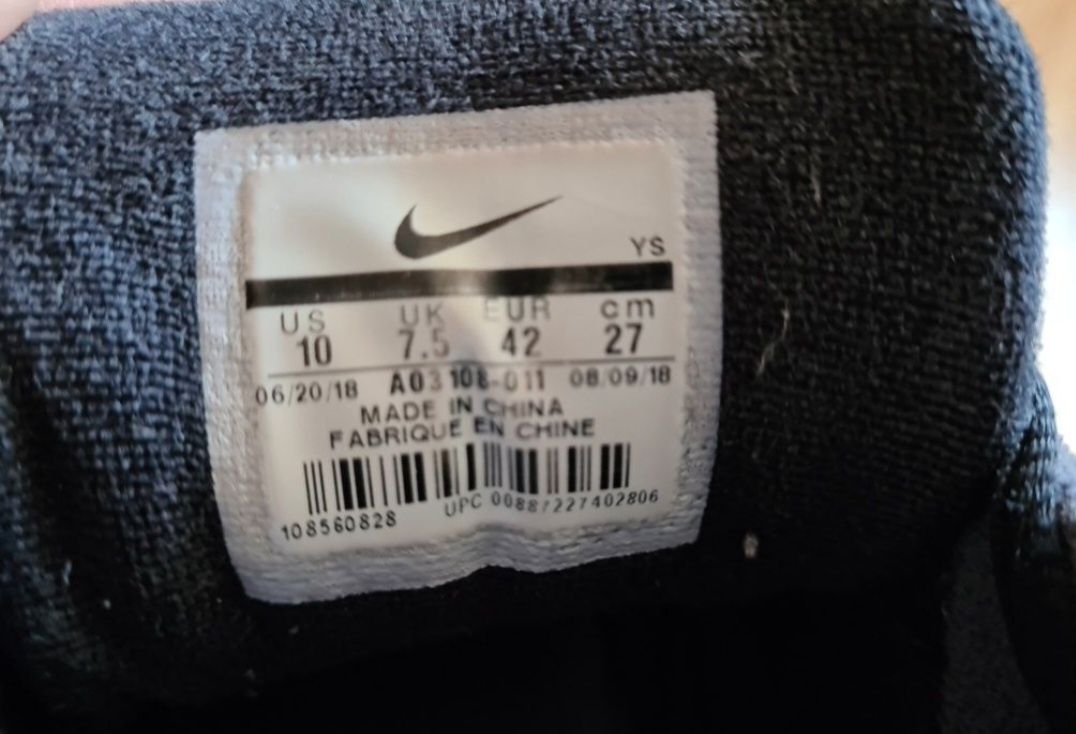 YS
US UK EUR cm
10 7.5 42 27
06/20/18 AO3108-011 08/09/18
MADE IN CHINA
FABRIQUE EN CHINE
108560828 UPC 00887227402806